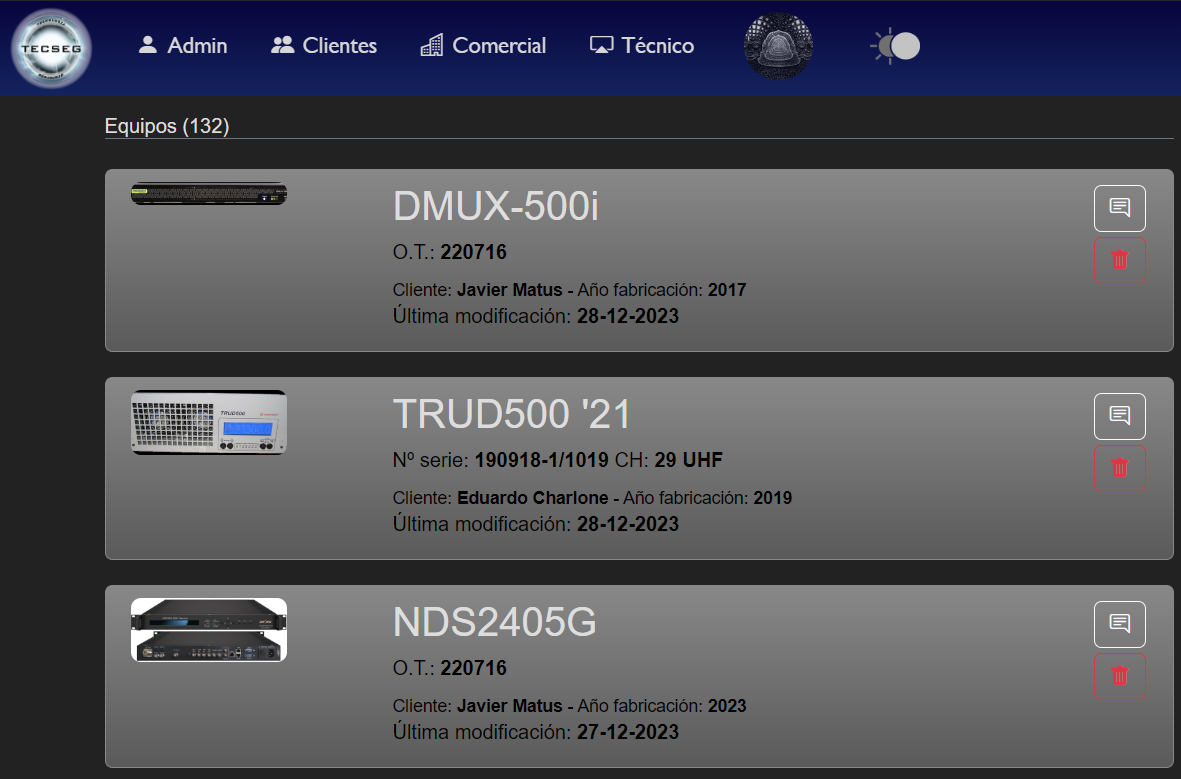 TECSEG
Admin
Clientes
Comercial
Técnico
Equipos (132)
DMUX-500i
O.T.: 220716
Cliente: Javier Matus - Año fabricación: 2017
Última modificación: 28-12-2023
TRUD500
TRUD500 '21
Nº serie: 190918-1/1019 CH: 29 UHF
Cliente: Eduardo Charlone - Año fabricación: 2019
Última modificación: 28-12-2023
NDS2405G
O.T.: 220716
Cliente: Javier Matus - Año fabricación: 2023
Última modificación: 27-12-2023